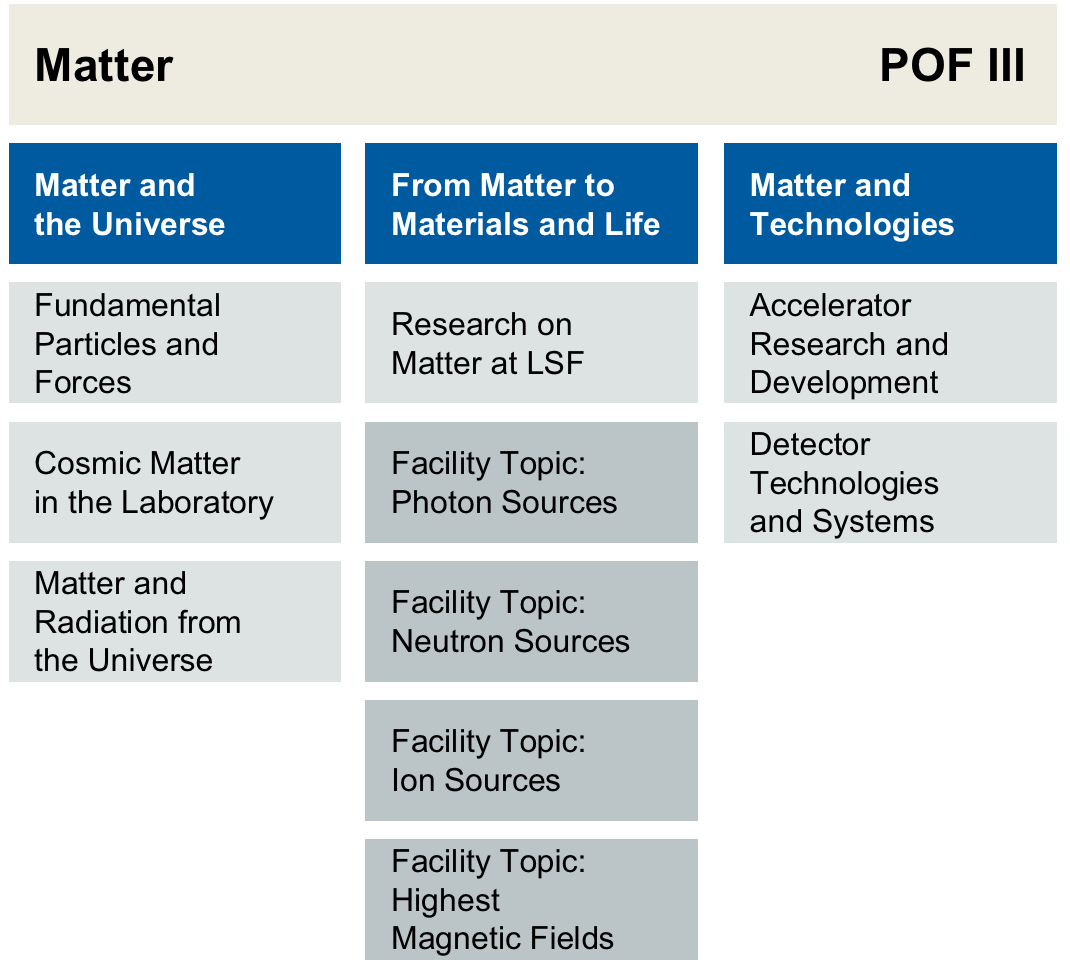 Matter POF III
Matter and
the Universe
Fundamental
Particles and
Forces
Cosmic Matter
in the Laboratory
Matter and
Radiation from
the Universe
From Matter to
Materials and Life
Research on
Matter at LSF
Facility Topic:
Photon Sources
Facility Topic:
Neutron Sources
Facility Topic:
Ion Sources
Facility Topic:
Highest
Magnetic Fields
Matter and
Technologies
Accelerator
Research and
Development
Detector
Technologies
and Systems